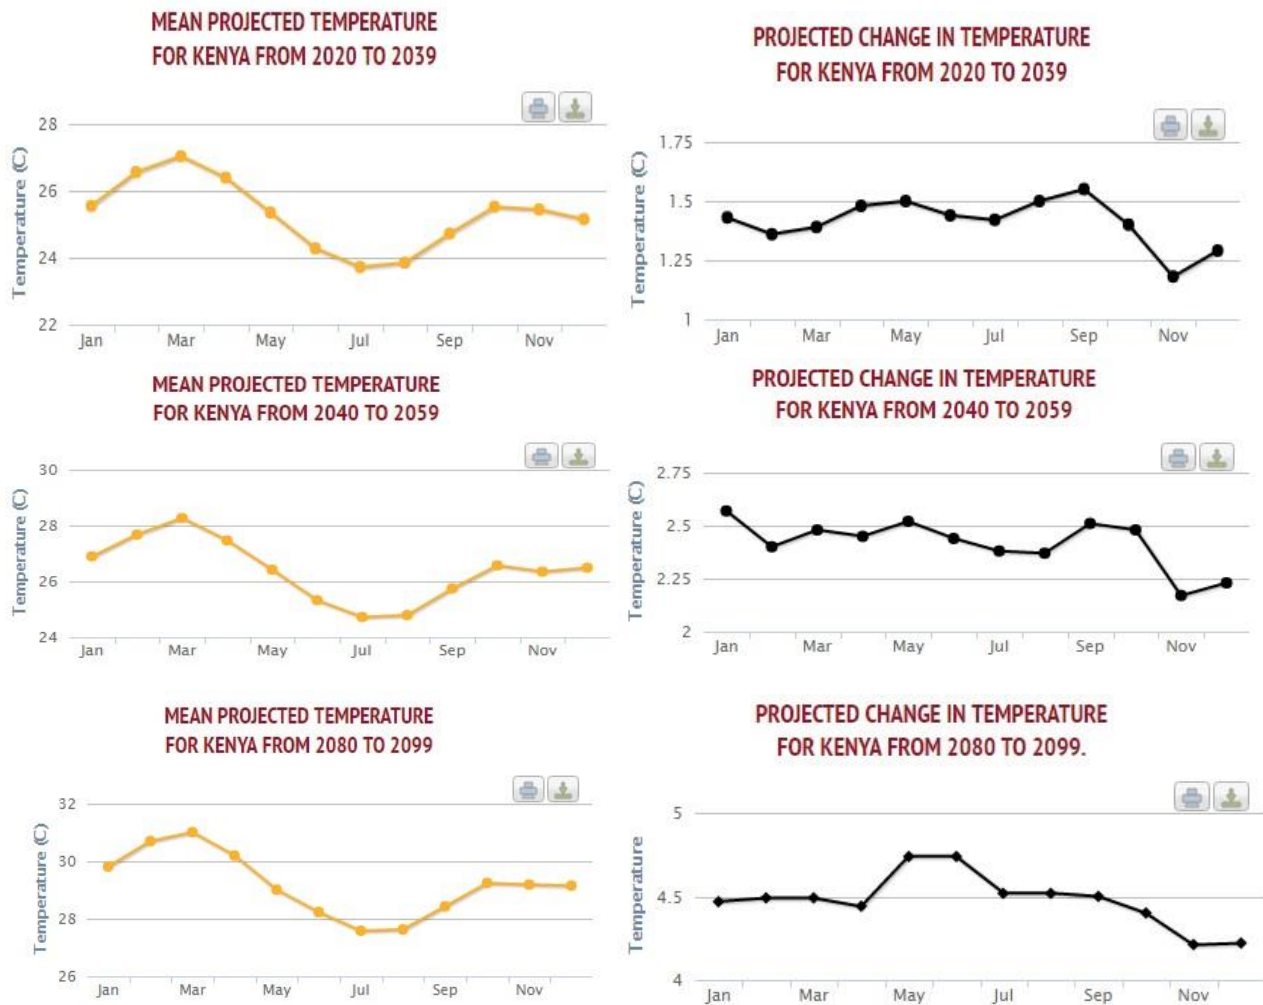 MEAN PROJECTED TEMPERATURE
FOR KENYA FROM 2020 TO 2039
Temperature (C)
28
26
24
22
Jan Mar May Jul Sep Nov
PROJECTED CHANGE IN TEMPERATURE
FOR KENYA FROM 2020 TO 2039
Temperature (C)
1.75
1.5
1.25
1
Jan Mar May Jul Sep Nov
MEAN PROJECTED TEMPERATURE
FOR KENYA FROM 2040 TO 2059
Temperature (C)
30
28
26
24
Jan Mar May Jul Sep Nov
PROJECTED CHANGE IN TEMPERATURE
FOR KENYA FROM 2040 TO 2059
Temperature (C)
2.75
2.5
2.25
2
Jan Mar May Jul Sep Nov
MEAN PROJECTED TEMPERATURE
FOR KENYA FROM 2080 TO 2099
Temperature (C)
32
30
28
26
Jan Mar May Jul Sep Nov
PROJECTED CHANGE IN TEMPERATURE
FOR KENYA FROM 2080 TO 2099.
Temperature
5
4.5
4
Jan Mar May Jul Sep Nov